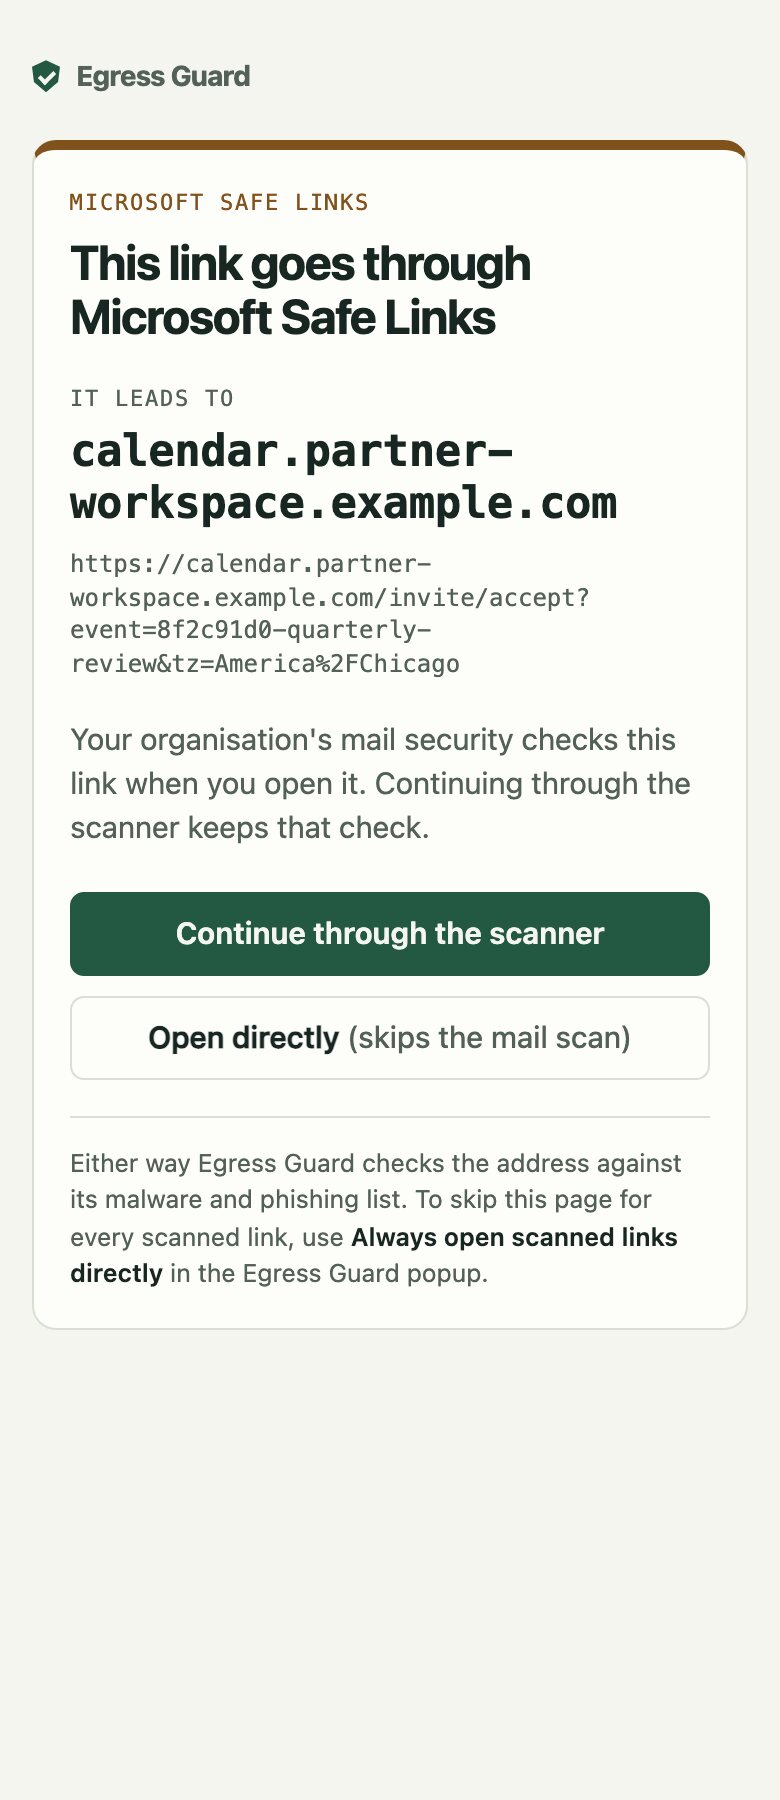 Egress Guard
MICROSOFT SAFE LINKS
This link goes through
Microsoft Safe Links
IT LEADS TO
calendar.partner-
workspace.example.com
https://calendar.partner-
workspace.example.com/invite/accept?
event=8f2c91d0-quarterly-
review&tz=America%2FChicago
Your organisation's mail security checks this
link when you open it. Continuing through the
scanner keeps that check.
Continue through the scanner
Open directly (skips the mail scan)
Either way Egress Guard checks the address against
its malware and phishing list. To skip this page for
every scanned link, use Always open scanned links
directly in the Egress Guard popup.